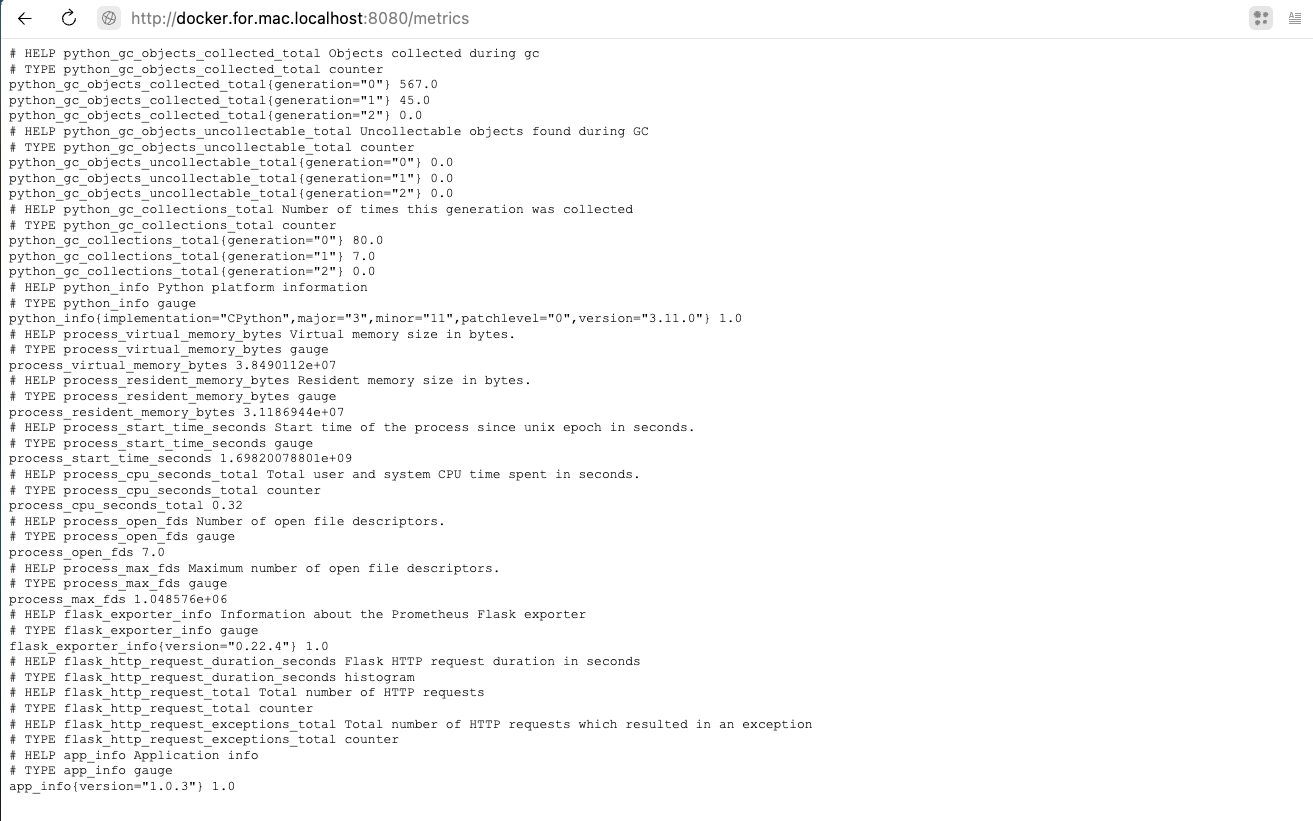 http://docker.for.mac.localhost:8080/metrics
# HELP python_gc_objects_collected_total Objects collected during gc
# TYPE python_gc_objects_collected_total counter
python_gc_objects_collected_total{generation="0"} 567.0
python_gc_objects_collected_total{generation="1"} 45.0
python_gc_objects_collected_total{generation="2"} 0.0
# HELP python_gc_objects_uncollectable_total Uncollectable objects found during GC
# TYPE python_gc_objects_uncollectable_total counter
python_gc_objects_uncollectable_total{generation="0"} 0.0
python_gc_objects_uncollectable_total{generation="1"} 0.0
python_gc_objects_uncollectable_total{generation="2"} 0.0
# HELP python_gc_collections_total Number of times this generation was collected
# TYPE python_gc_collections_total counter
python_gc_collections_total{generation="0"} 80.0
python_gc_collections_total{generation="1"} 7.0
python_gc_collections_total{generation="2"} 0.0
# HELP python_info Python platform information
# TYPE python_info gauge
python_info{implementation="CPython",major="3",minor="11",patchlevel="0",version="3.11.0"} 1.0
# HELP process_virtual_memory_bytes Virtual memory size in bytes.
# TYPE process_virtual_memory_bytes gauge
process_virtual_memory_bytes 3.8490112e+07
# HELP process_resident_memory_bytes Resident memory size in bytes.
# TYPE process_resident_memory_bytes gauge
process_resident_memory_bytes 3.1186944e+07
# HELP process_start_time_seconds Start time of the process since unix epoch in seconds.
# TYPE process_start_time_seconds gauge
process_start_time_seconds 1.69820078801e+09
# HELP process_cpu_seconds_total Total user and system CPU time spent in seconds.
# TYPE process_cpu_seconds_total counter
process_cpu_seconds_total 0.32
# HELP process_open_fds Number of open file descriptors.
# TYPE process_open_fds gauge
process_open_fds 7.0
# HELP process_max_fds Maximum number of open file descriptors.
# TYPE process_max_fds gauge
process_max_fds 1.048576e+06
# HELP flask_exporter_info Information about the Prometheus Flask exporter
# TYPE flask_exporter_info gauge
flask_exporter_info{version="0.22.4"} 1.0
# HELP flask_http_request_duration_seconds Flask HTTP request duration in seconds
# TYPE flask_http_request_duration_seconds histogram
# HELP flask_http_request_total Total number of HTTP requests
# TYPE flask_http_request_total counter
# HELP flask_http_request_exceptions_total Total number of HTTP requests which resulted in an exception
# TYPE flask_http_request_exceptions_total counter
# HELP app_info Application info
# TYPE app_info gauge
app_info{version="1.0.3"} 1.0